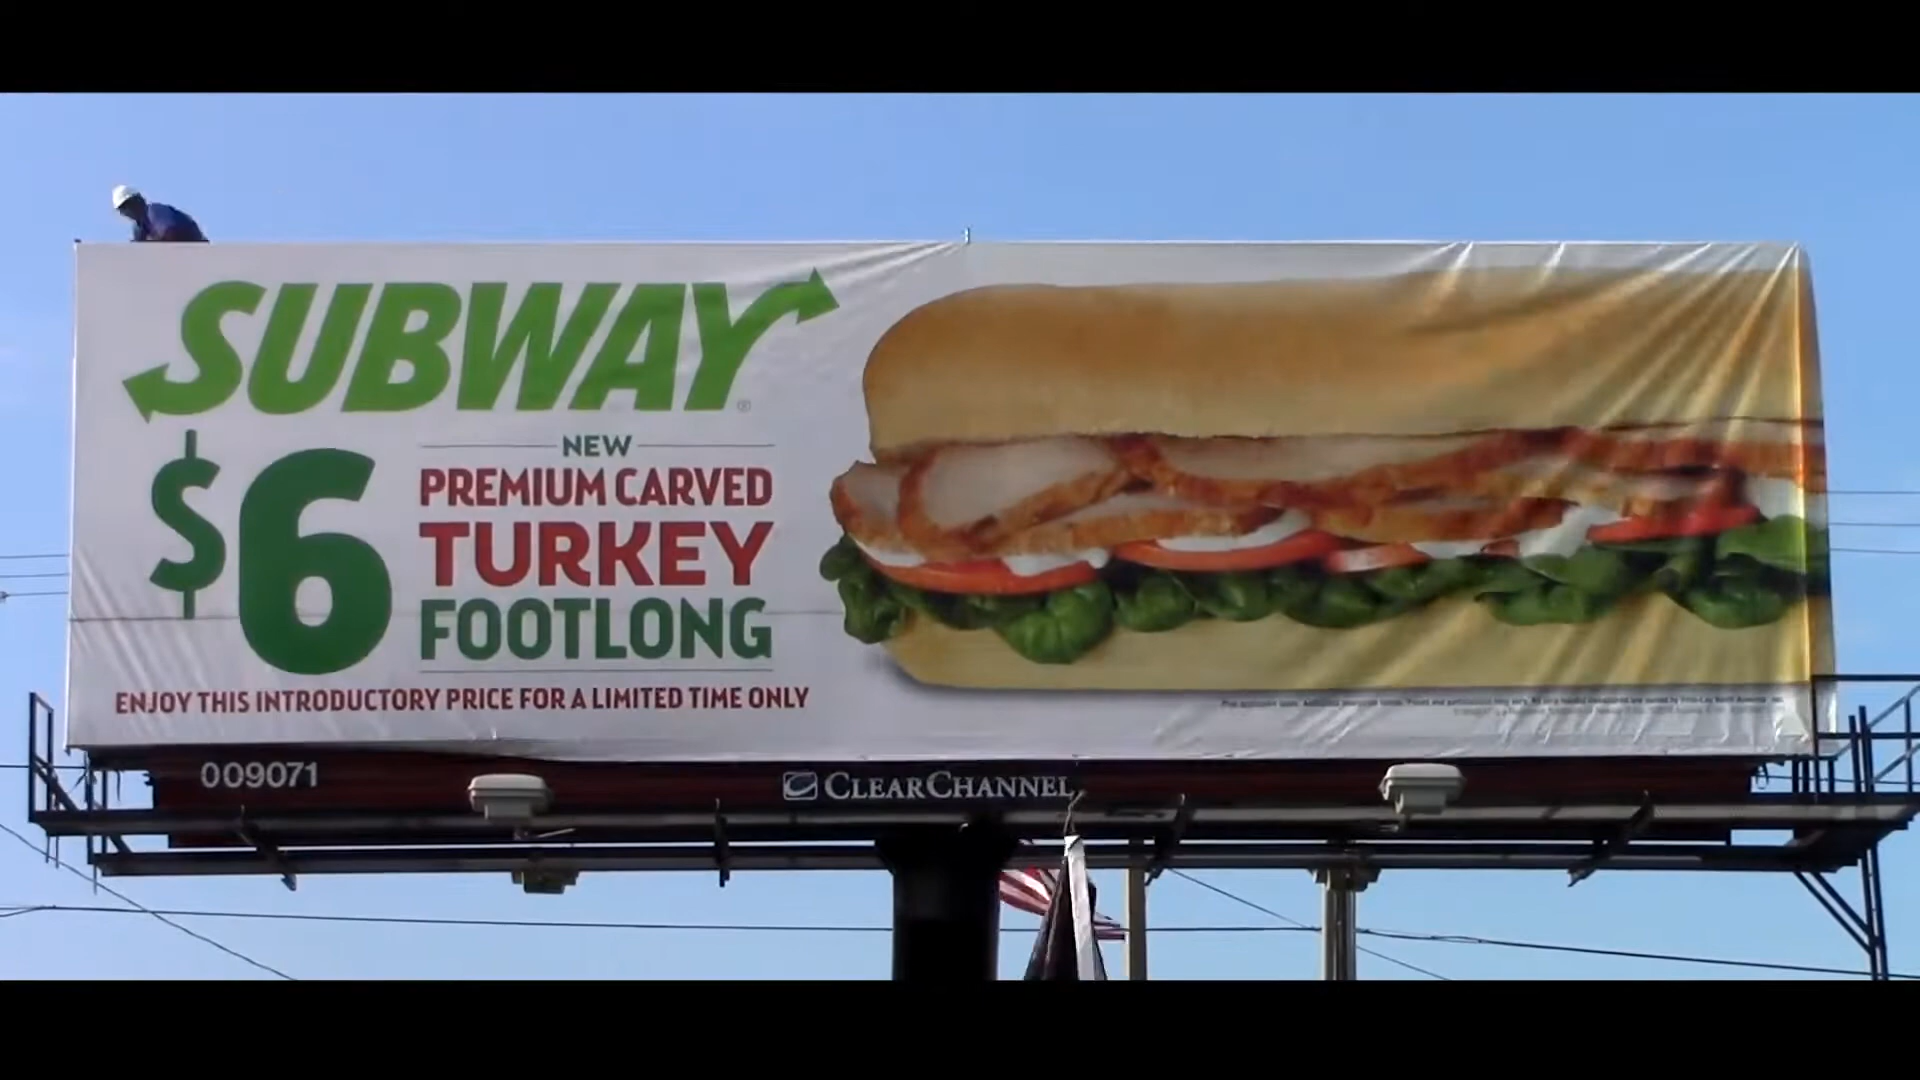 SUBWAY®
$6
NEW
PREMIUM CARVED
TURKEY
FOOTLONG
ENJOY THIS INTRODUCTORY PRICE FOR A LIMITED TIME ONLY
009071
CLEARCHANNEL